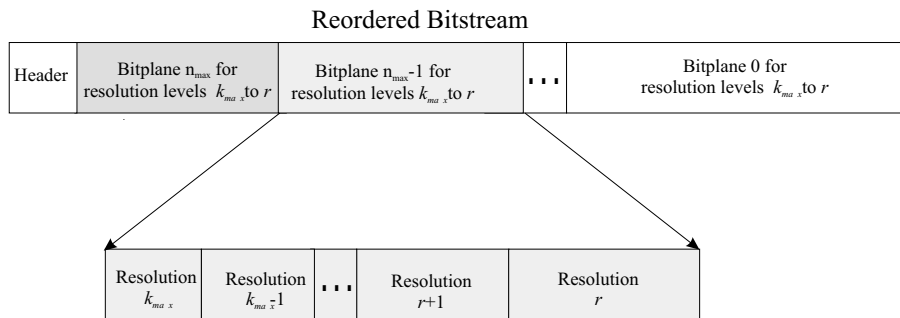 Reordered Bitstream
Header
Bitplane n_max for
resolution levels k_max to r
Bitplane n_max-1 for
resolution levels k_max to r
...
Bitplane 0 for
resolution levels k_max to r
Resolution
k_max
Resolution
k_max-1
...
Resolution
r+1
Resolution
r